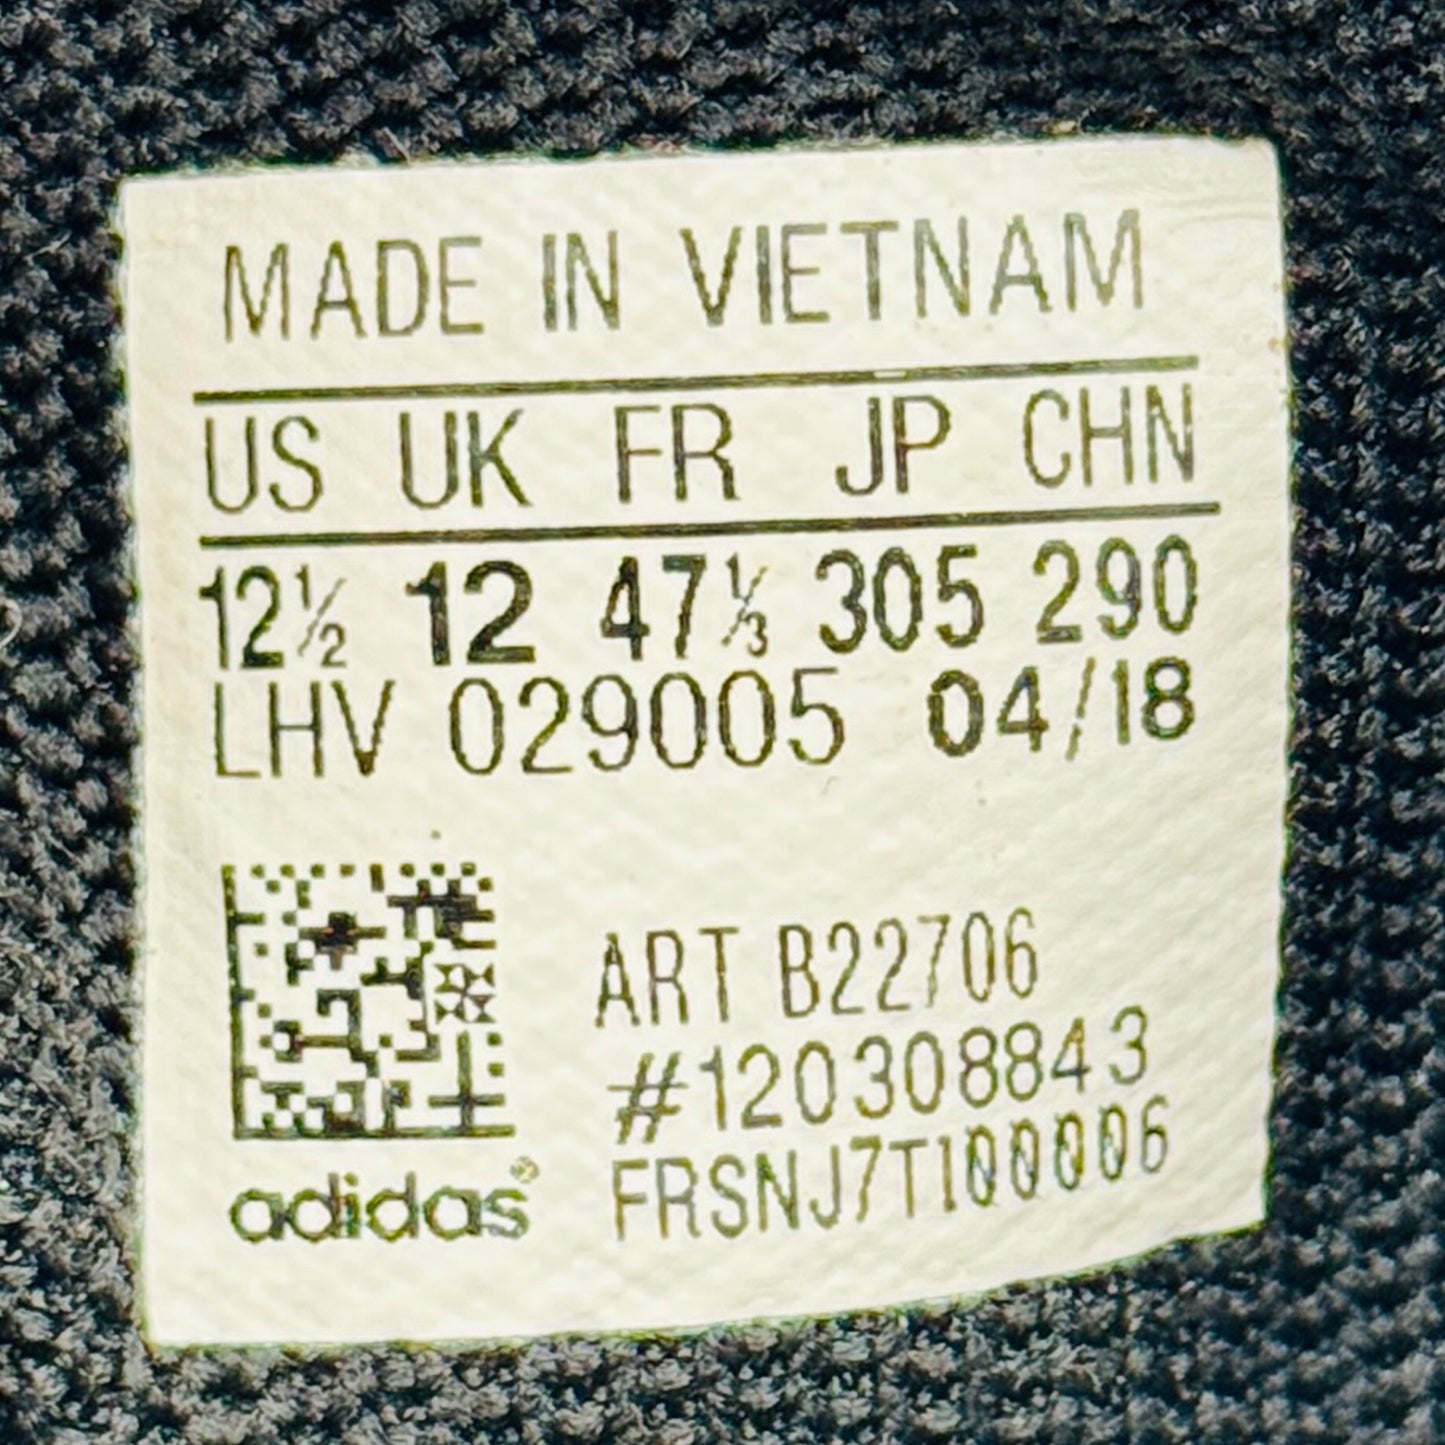 MADE IN VIETNAM
US UK FR JP CHN
12½ 12 47⅓ 305 290
LHV 029005 04/18
ART B22706
#120308843
FRSNJ7T100006
adidas